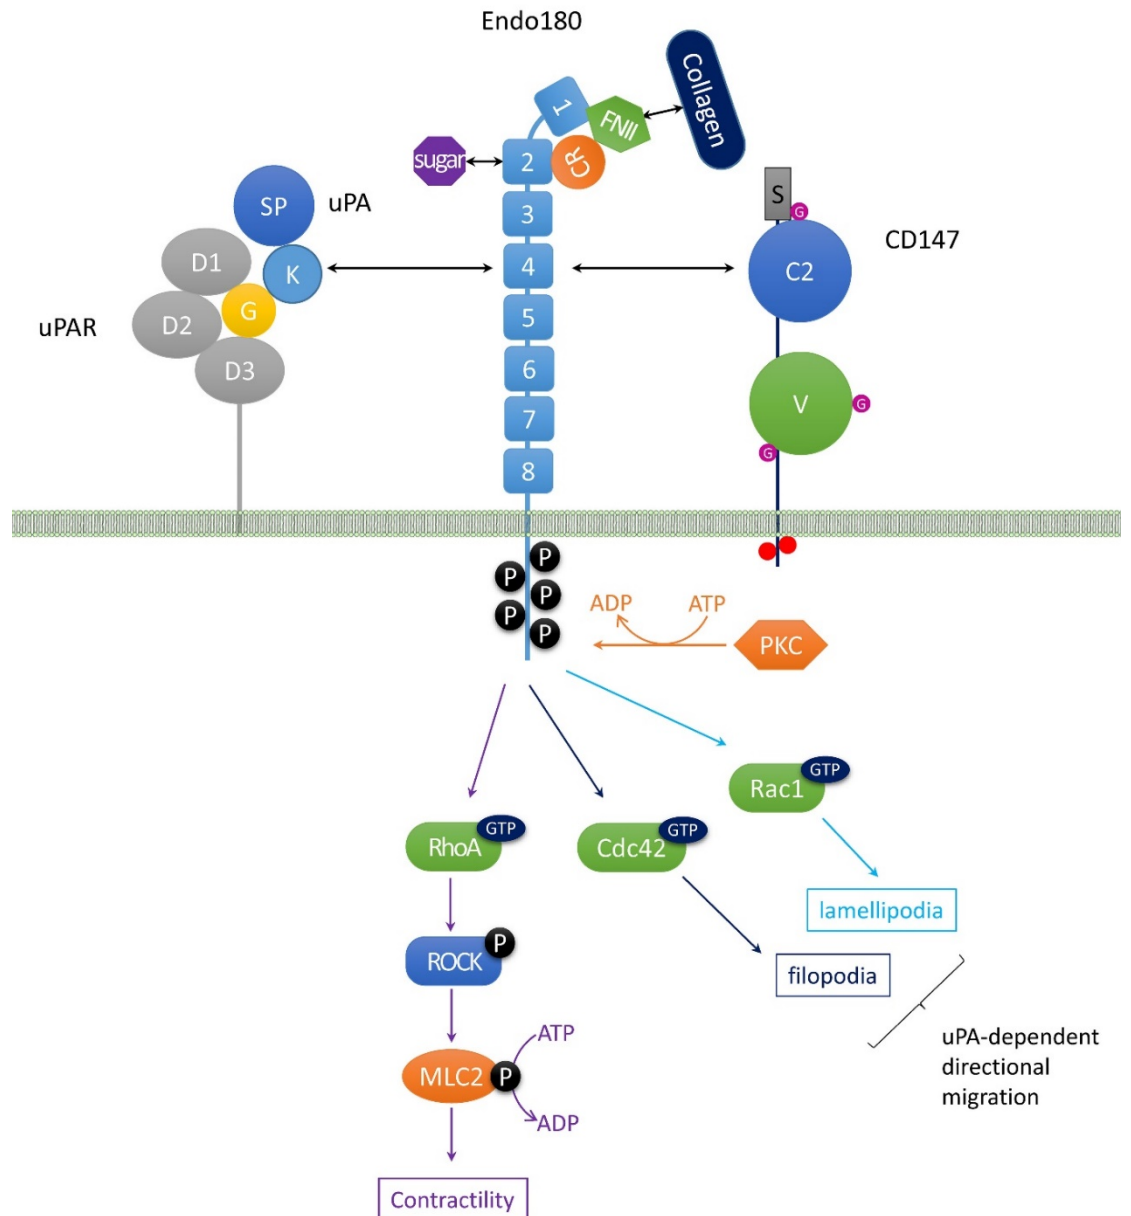 Endo180
Collagen
1
FNII
CR
sugar
2
S
G
SP
uPA
3
CD147
D1
K
4
C2
G
uPAR
D2
5
D3
6
7
V
G
G
8
P
P
P
P
P
ADP
ATP
PKC
Rac1
GTP
RhoA
GTP
Cdc42
GTP
lamellipodia
ROCK
P
filopodia
ATP
MLC2
P
ADP
uPA-dependent
directional
migration
Contractility